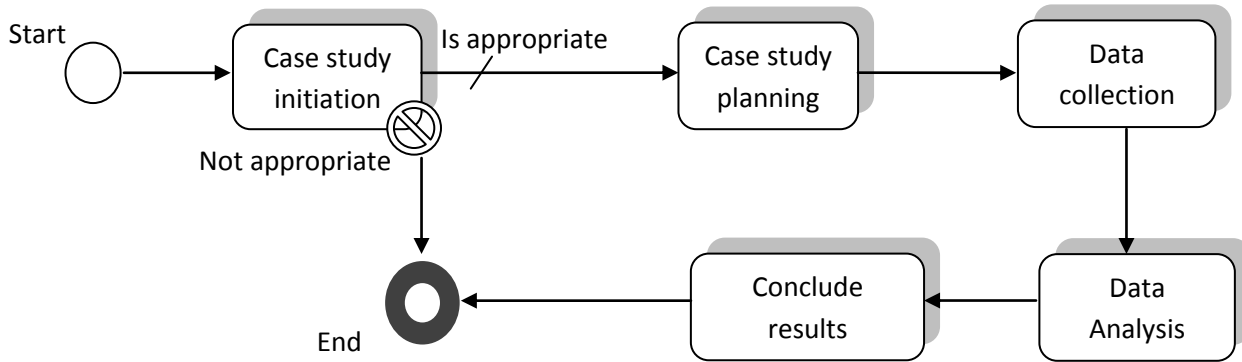 Start
Case study
initiation
Is appropriate
Case study
planning
Data
collection
Not appropriate
Data
Analysis
Conclude
results
End